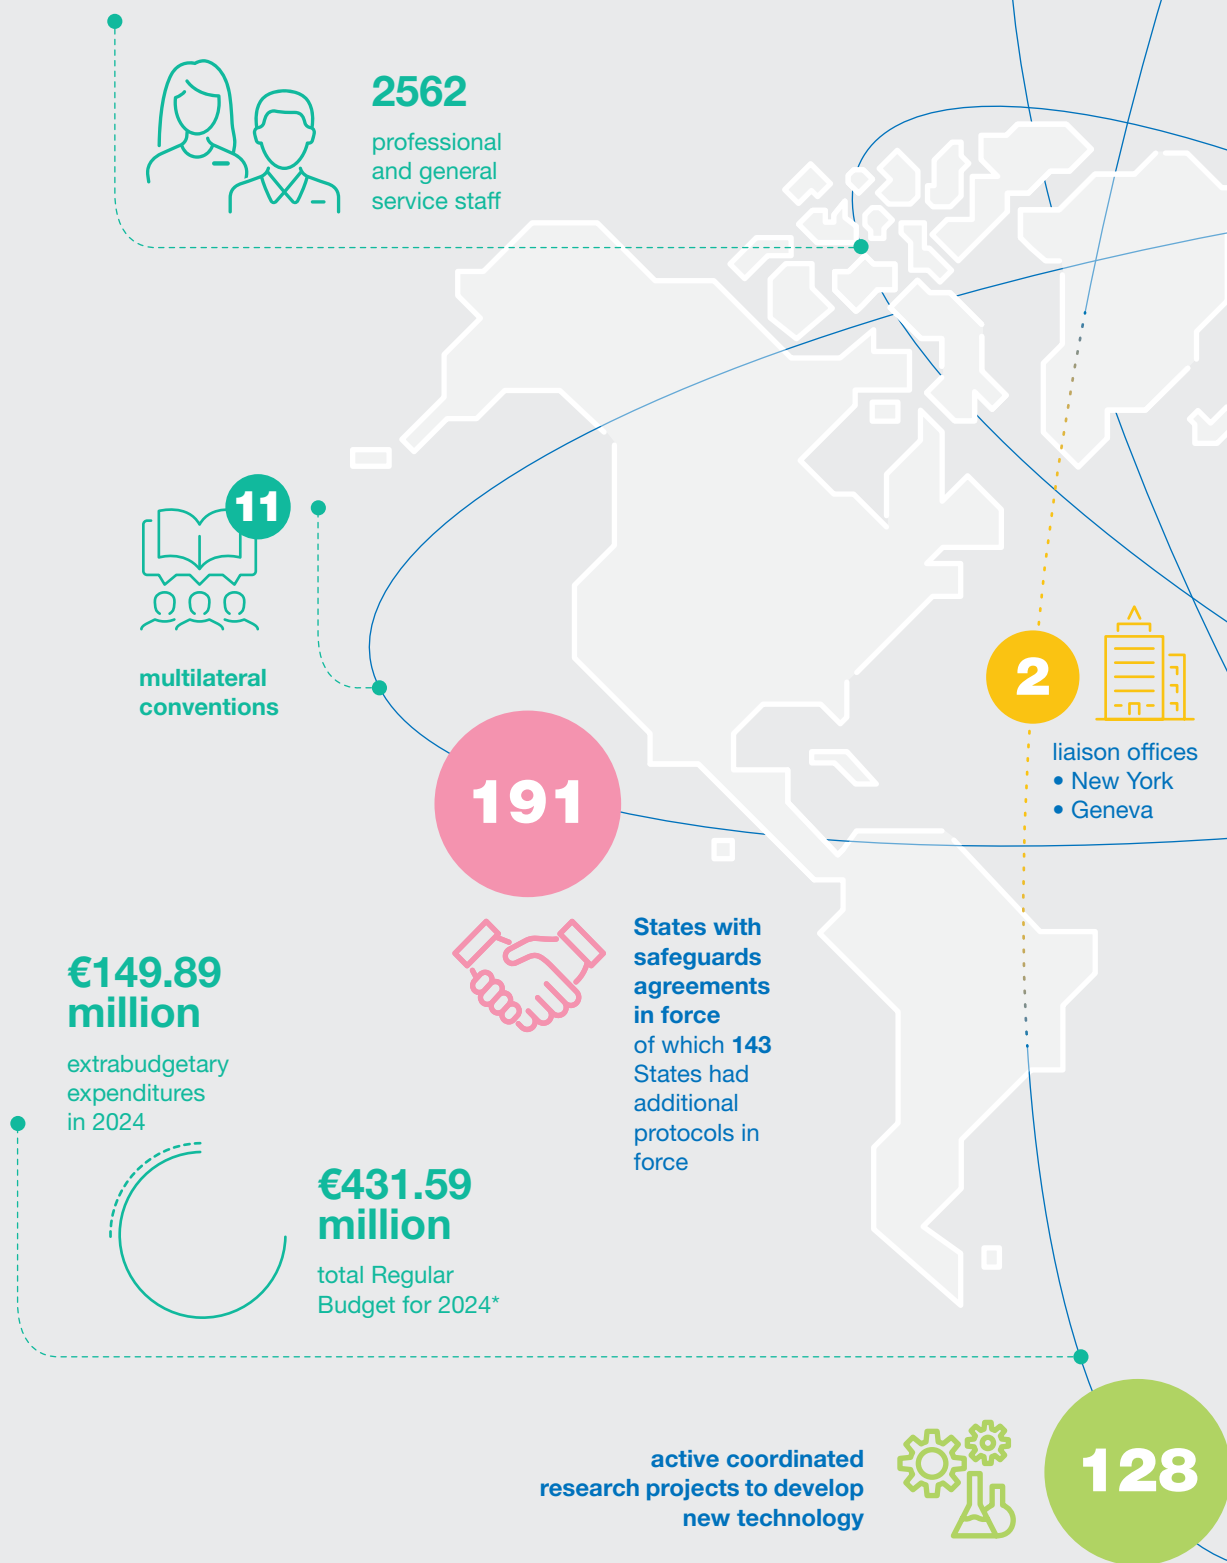 2562
professional
and general
service staff
11
multilateral
conventions
2
liaison offices
• New York
• Geneva
191
States with
safeguards
agreements
in force
of which 143
States had
additional
protocols in
force
€149.89
million
extrabudgetary
expenditures
in 2024
€431.59
million
total Regular
Budget for 2024*
active coordinated
research projects to develop
new technology
128